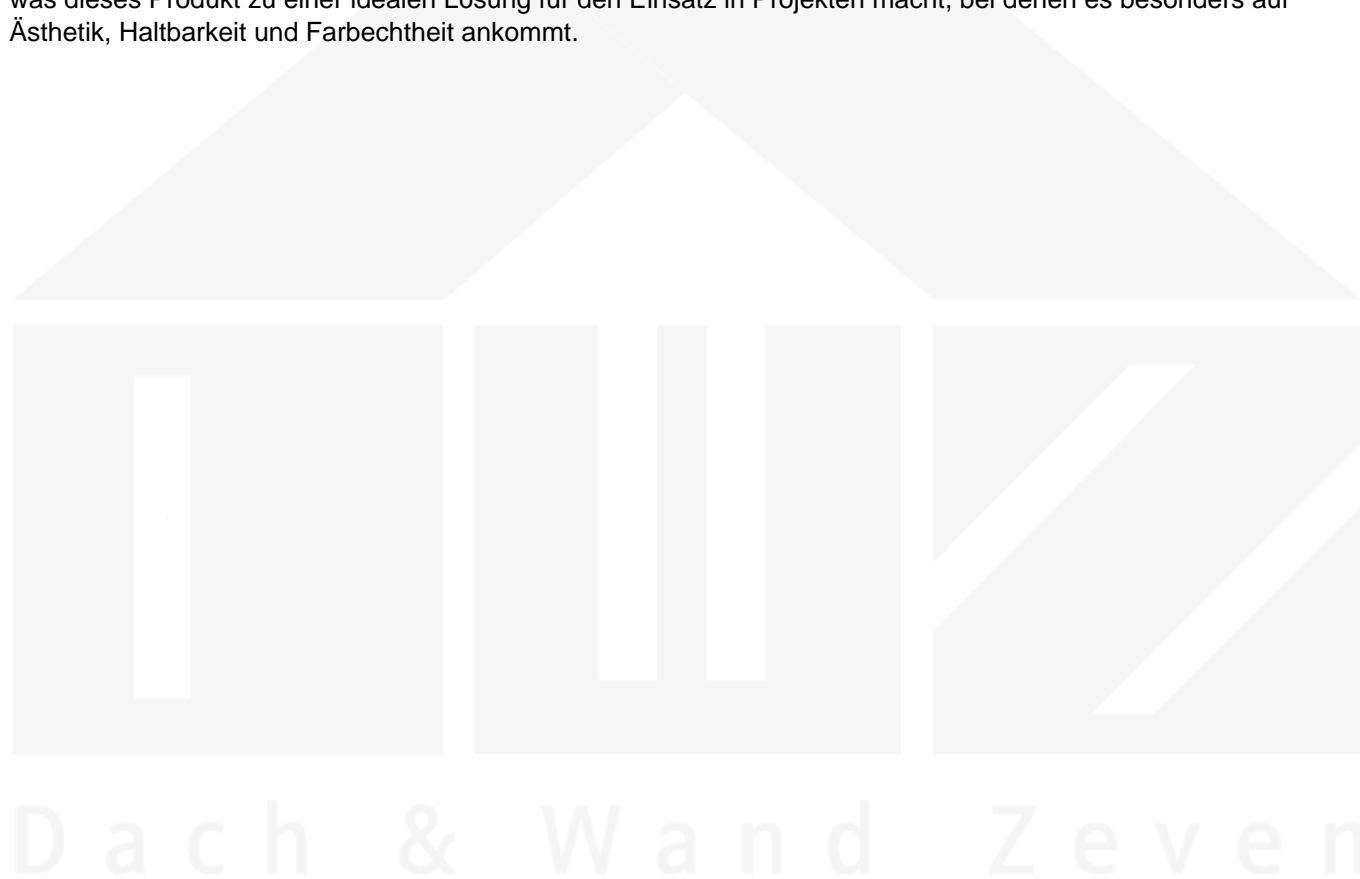 was dieses Produkt zu einer idealen Lösung für den Einsatz in Projekten macht, bei denen es besonders auf
Ästhetik, Haltbarkeit und Farbechtheit ankommt.
Dach & Wand Zeven